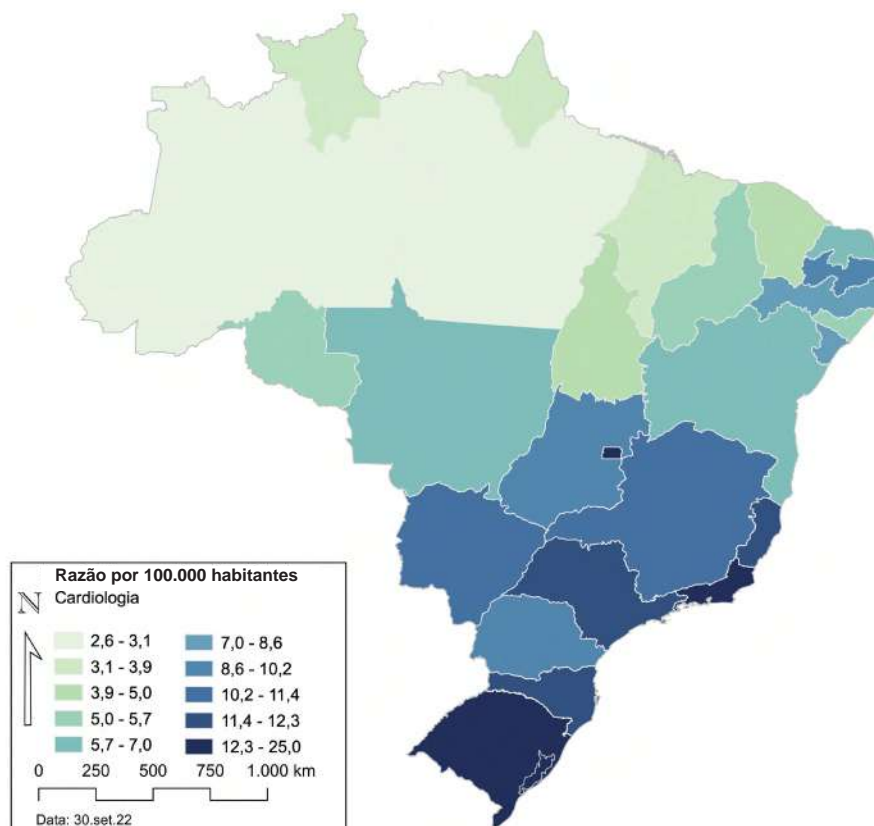 Razão por 100.000 habitantes
N Cardiologia
2,6 - 3,1
3,1 - 3,9
3,9 - 5,0
5,0 - 5,7
5,7 - 7,0
7,0 - 8,6
8,6 - 10,2
10,2 - 11,4
11,4 - 12,3
12,3 - 25,0
0 250 500 750 1.000 km
Data: 30.set.22